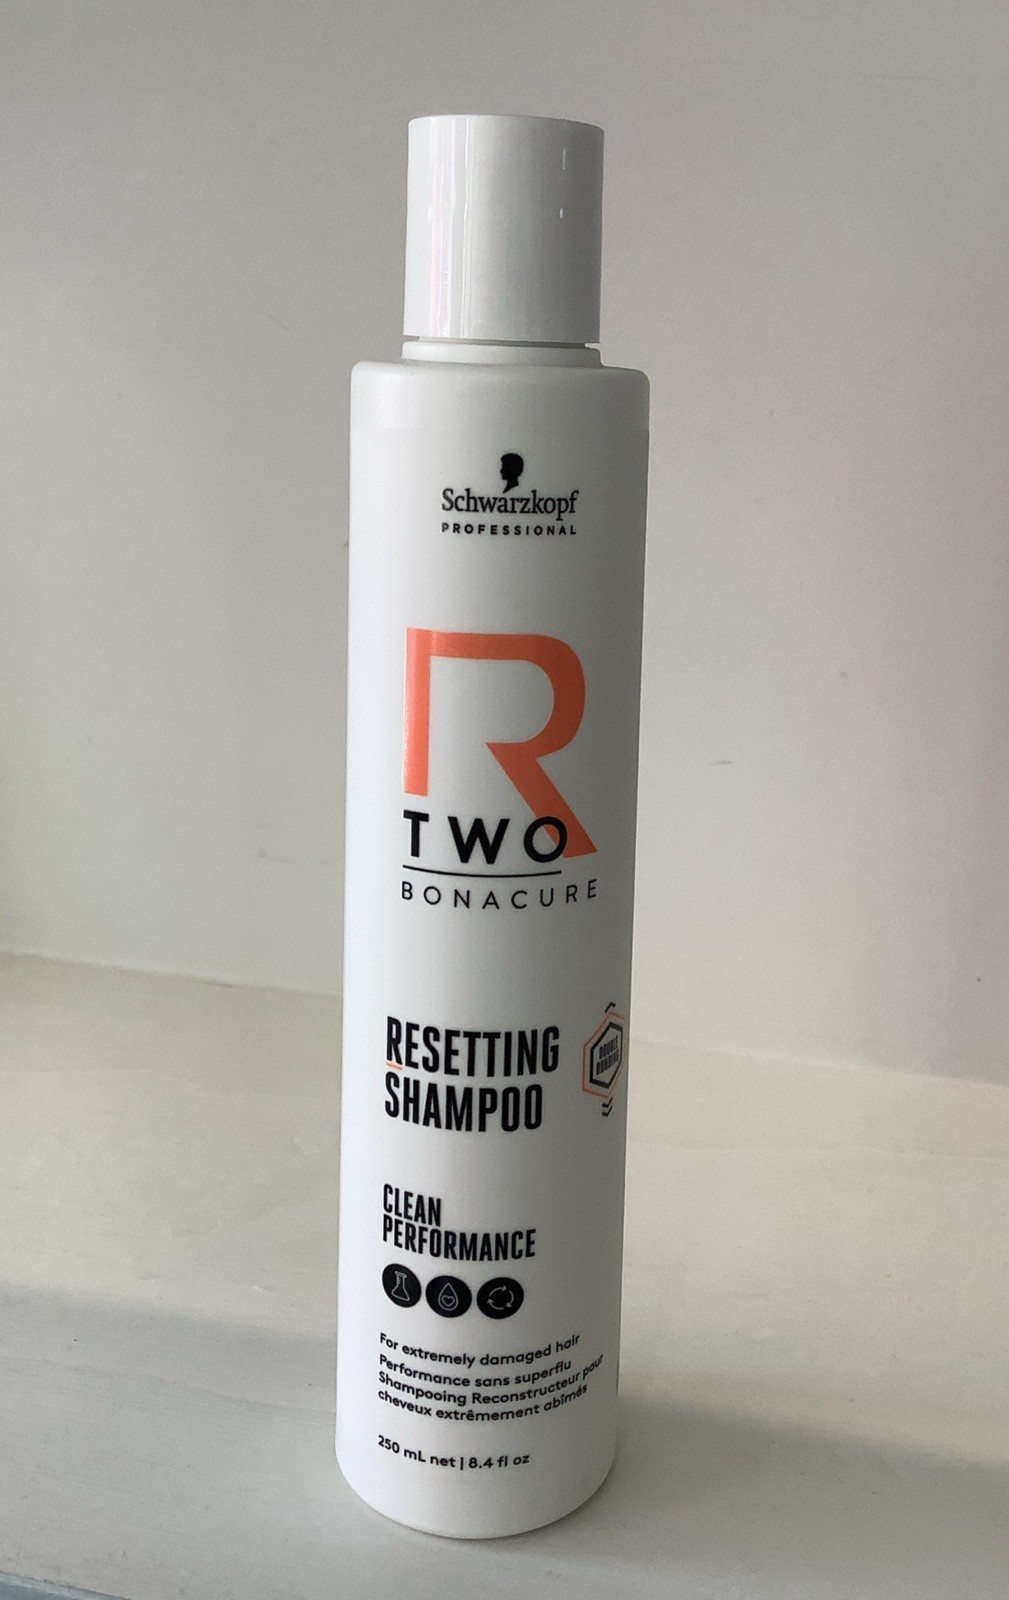 Schwarzkopf
PROFESSIONAL
R
TWO
BONACURE
RESETTING
SHAMPOO
DOUBLE
BONDING
CLEAN
PERFORMANCE
For extremely damaged hair
Performance sans superflu
Shampooing Reconstructeur pour
cheveux extrêmement abîmés
250 mL net | 8.4 fl oz